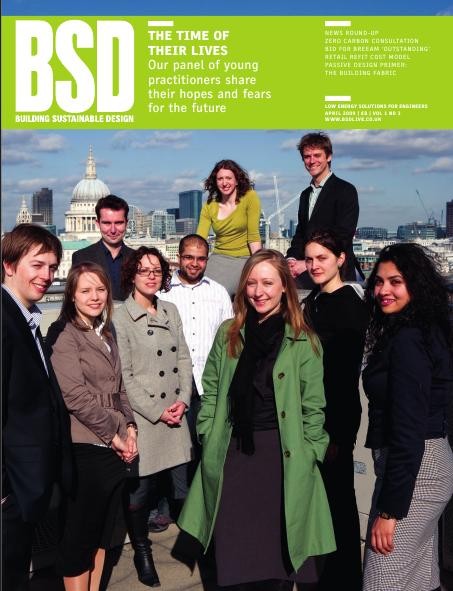 BSD
BUILDING SUSTAINABLE DESIGN
THE TIME OF
THEIR LIVES
Our panel of young
practitioners share
their hopes and fears
for the future
NEWS ROUND-UP
ZERO CARBON CONSULTATION
BID FOR BREEAM 'OUTSTANDING'
RETAIL REFIT COST MODEL
PASSIVE DESIGN PRIMER:
THE BUILDING FABRIC
LOW ENERGY SOLUTIONS FOR ENGINEERS
APRIL 2009 | £8 | VOL 1 NO 3
WWW.BSDLIVE.CO.UK